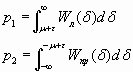 p₁ = ∫_{μ+τ}^{∞} W_л(δ)dδ
p₂ = ∫_{-∞}^{-μ+τ} W_пр(δ)dδ